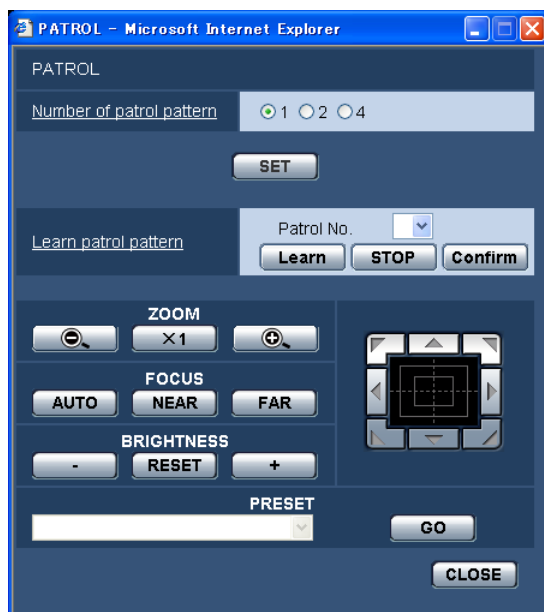 PATROL - Microsoft Internet Explorer
PATROL
Number of patrol pattern 1 2 4
SET
Patrol No.
Learn patrol pattern
Learn STOP Confirm
ZOOM
×1
FOCUS
AUTO NEAR FAR
BRIGHTNESS
- RESET +
PRESET
GO
CLOSE